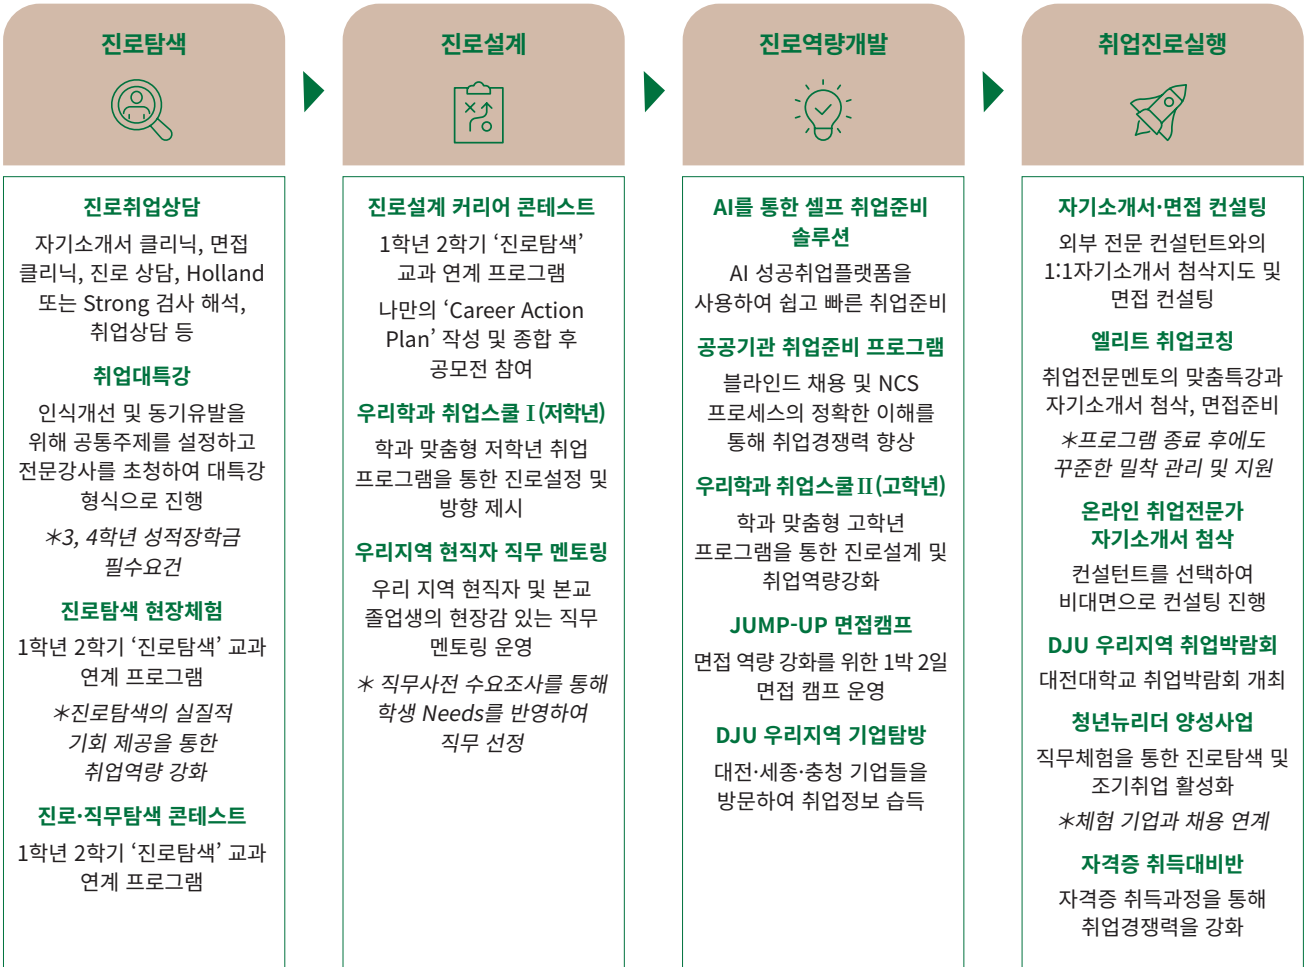 진로탐색
진로취업상담
자기소개서 클리닉, 면접
클리닉, 진로 상담, Holland
또는 Strong 검사 해석,
취업상담 등
취업대특강
인식개선 및 동기유발을
위해 공통주제를 설정하고
전문강사를 초청하여 대특강
형식으로 진행
*3, 4학년 성적장학금
필수요건
진로탐색 현장체험
1학년 2학기 ‘진로탐색’ 교과
연계 프로그램
*진로탐색의 실질적
기회 제공을 통한
취업역량 강화
진로·직무탐색 콘테스트
1학년 2학기 ‘진로탐색’ 교과
연계 프로그램
진로설계
진로설계 커리어 콘테스트
1학년 2학기 ‘진로탐색’
교과 연계 프로그램
나만의 ‘Career Action
Plan’ 작성 및 종합 후
공모전 참여
우리학과 취업스쿨 Ⅰ(저학년)
학과 맞춤형 저학년 취업
프로그램을 통한 진로설정 및
방향 제시
우리지역 현직자 직무 멘토링
우리 지역 현직자 및 본교
졸업생의 현장감 있는 직무
멘토링 운영
* 직무사전 수요조사를 통해
학생 Needs를 반영하여
직무 선정
진로역량개발
AI를 통한 셀프 취업준비
솔루션
AI 성공취업플랫폼을
사용하여 쉽고 빠른 취업준비
공공기관 취업준비 프로그램
블라인드 채용 및 NCS
프로세스의 정확한 이해를
통해 취업경쟁력 향상
우리학과 취업스쿨Ⅱ(고학년)
학과 맞춤형 고학년
프로그램을 통한 진로설계 및
취업역량강화
JUMP-UP 면접캠프
면접 역량 강화를 위한 1박 2일
면접 캠프 운영
DJU 우리지역 기업탐방
대전·세종·충청 기업들을
방문하여 취업정보 습득
취업진로실행
자기소개서·면접 컨설팅
외부 전문 컨설턴트와의
1:1자기소개서 첨삭지도 및
면접 컨설팅
엘리트 취업코칭
취업전문멘토의 맞춤특강과
자기소개서 첨삭, 면접준비
*프로그램 종료 후에도
꾸준한 밀착 관리 및 지원
온라인 취업전문가
자기소개서 첨삭
컨설턴트를 선택하여
비대면으로 컨설팅 진행
DJU 우리지역 취업박람회
대전대학교 취업박람회 개최
청년뉴리더 양성사업
직무체험을 통한 진로탐색 및
조기취업 활성화
*체험 기업과 채용 연계
자격증 취득대비반
자격증 취득과정을 통해
취업경쟁력을 강화